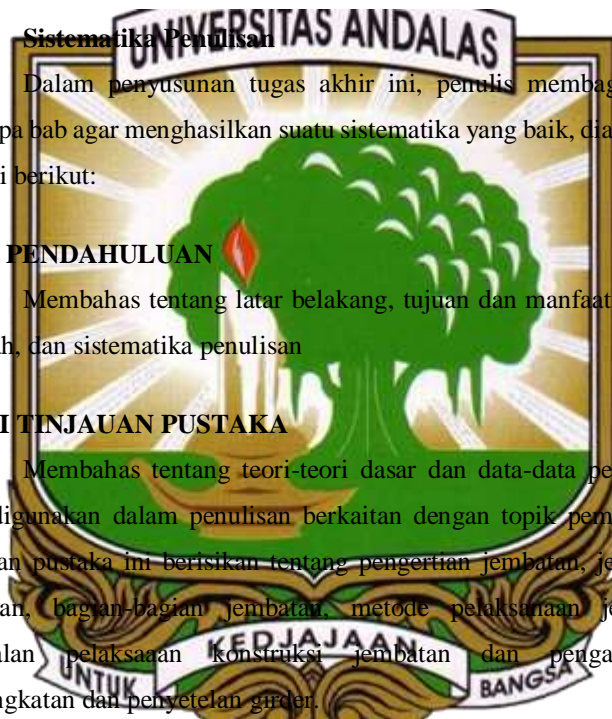 UNIVERSITAS ANDALAS
Sistematika Penulisan
Dalam penyusunan tugas akhir ini, penulis membag
pa bab agar menghasilkan suatu sistematika yang baik, dia
i berikut:
PENDAHULUAN
Membahas tentang latar belakang, tujuan dan manfaat
ah, dan sistematika penulisan
I TINJAUAN PUSTAKA
Membahas tentang teori-teori dasar dan data-data pe
digunakan dalam penulisan berkaitan dengan topik pem
an pustaka ini berisikan tentang pengertian jembatan, je
an, bagian-bagian jembatan, metode pelaksanaan je
alan pelaksaaan konstruksi jembatan dan penga
ngkatan dan penyetelan girder.
UNTUK KEDJAJAAN BANGSA